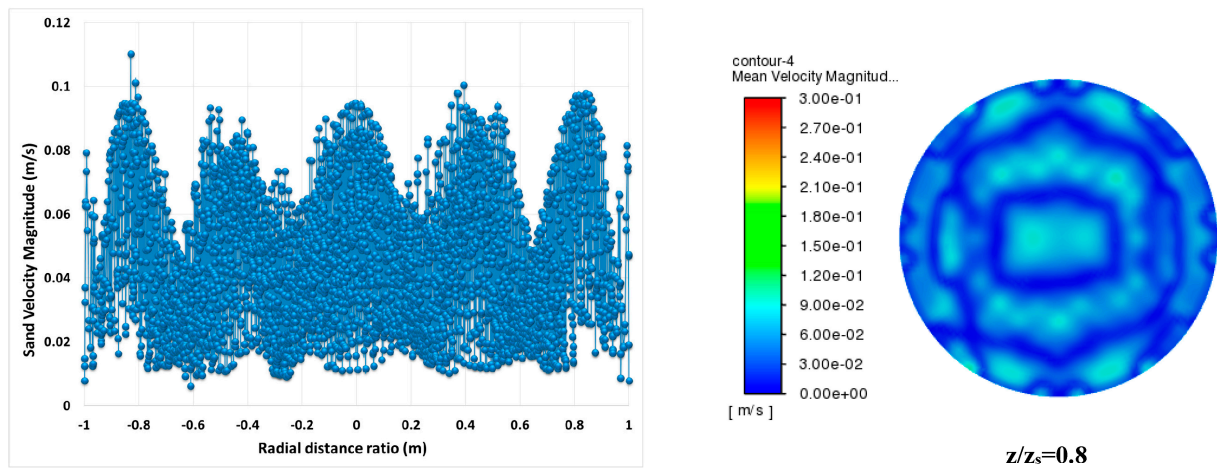 0.12
0.1
0.08
0.06
0.04
0.02
0
Sand Velocity Magnitude (m/s)
-1 -0.8 -0.6 -0.4 -0.2 0 0.2 0.4 0.6 0.8 1
Radial distance ratio (m)
contour-4
Mean Velocity Magnitud...
3.00e-01
2.70e-01
2.40e-01
2.10e-01
1.80e-01
1.50e-01
1.20e-01
9.00e-02
6.00e-02
3.00e-02
0.00e+00
[ m/s ]
z/zₛ=0.8